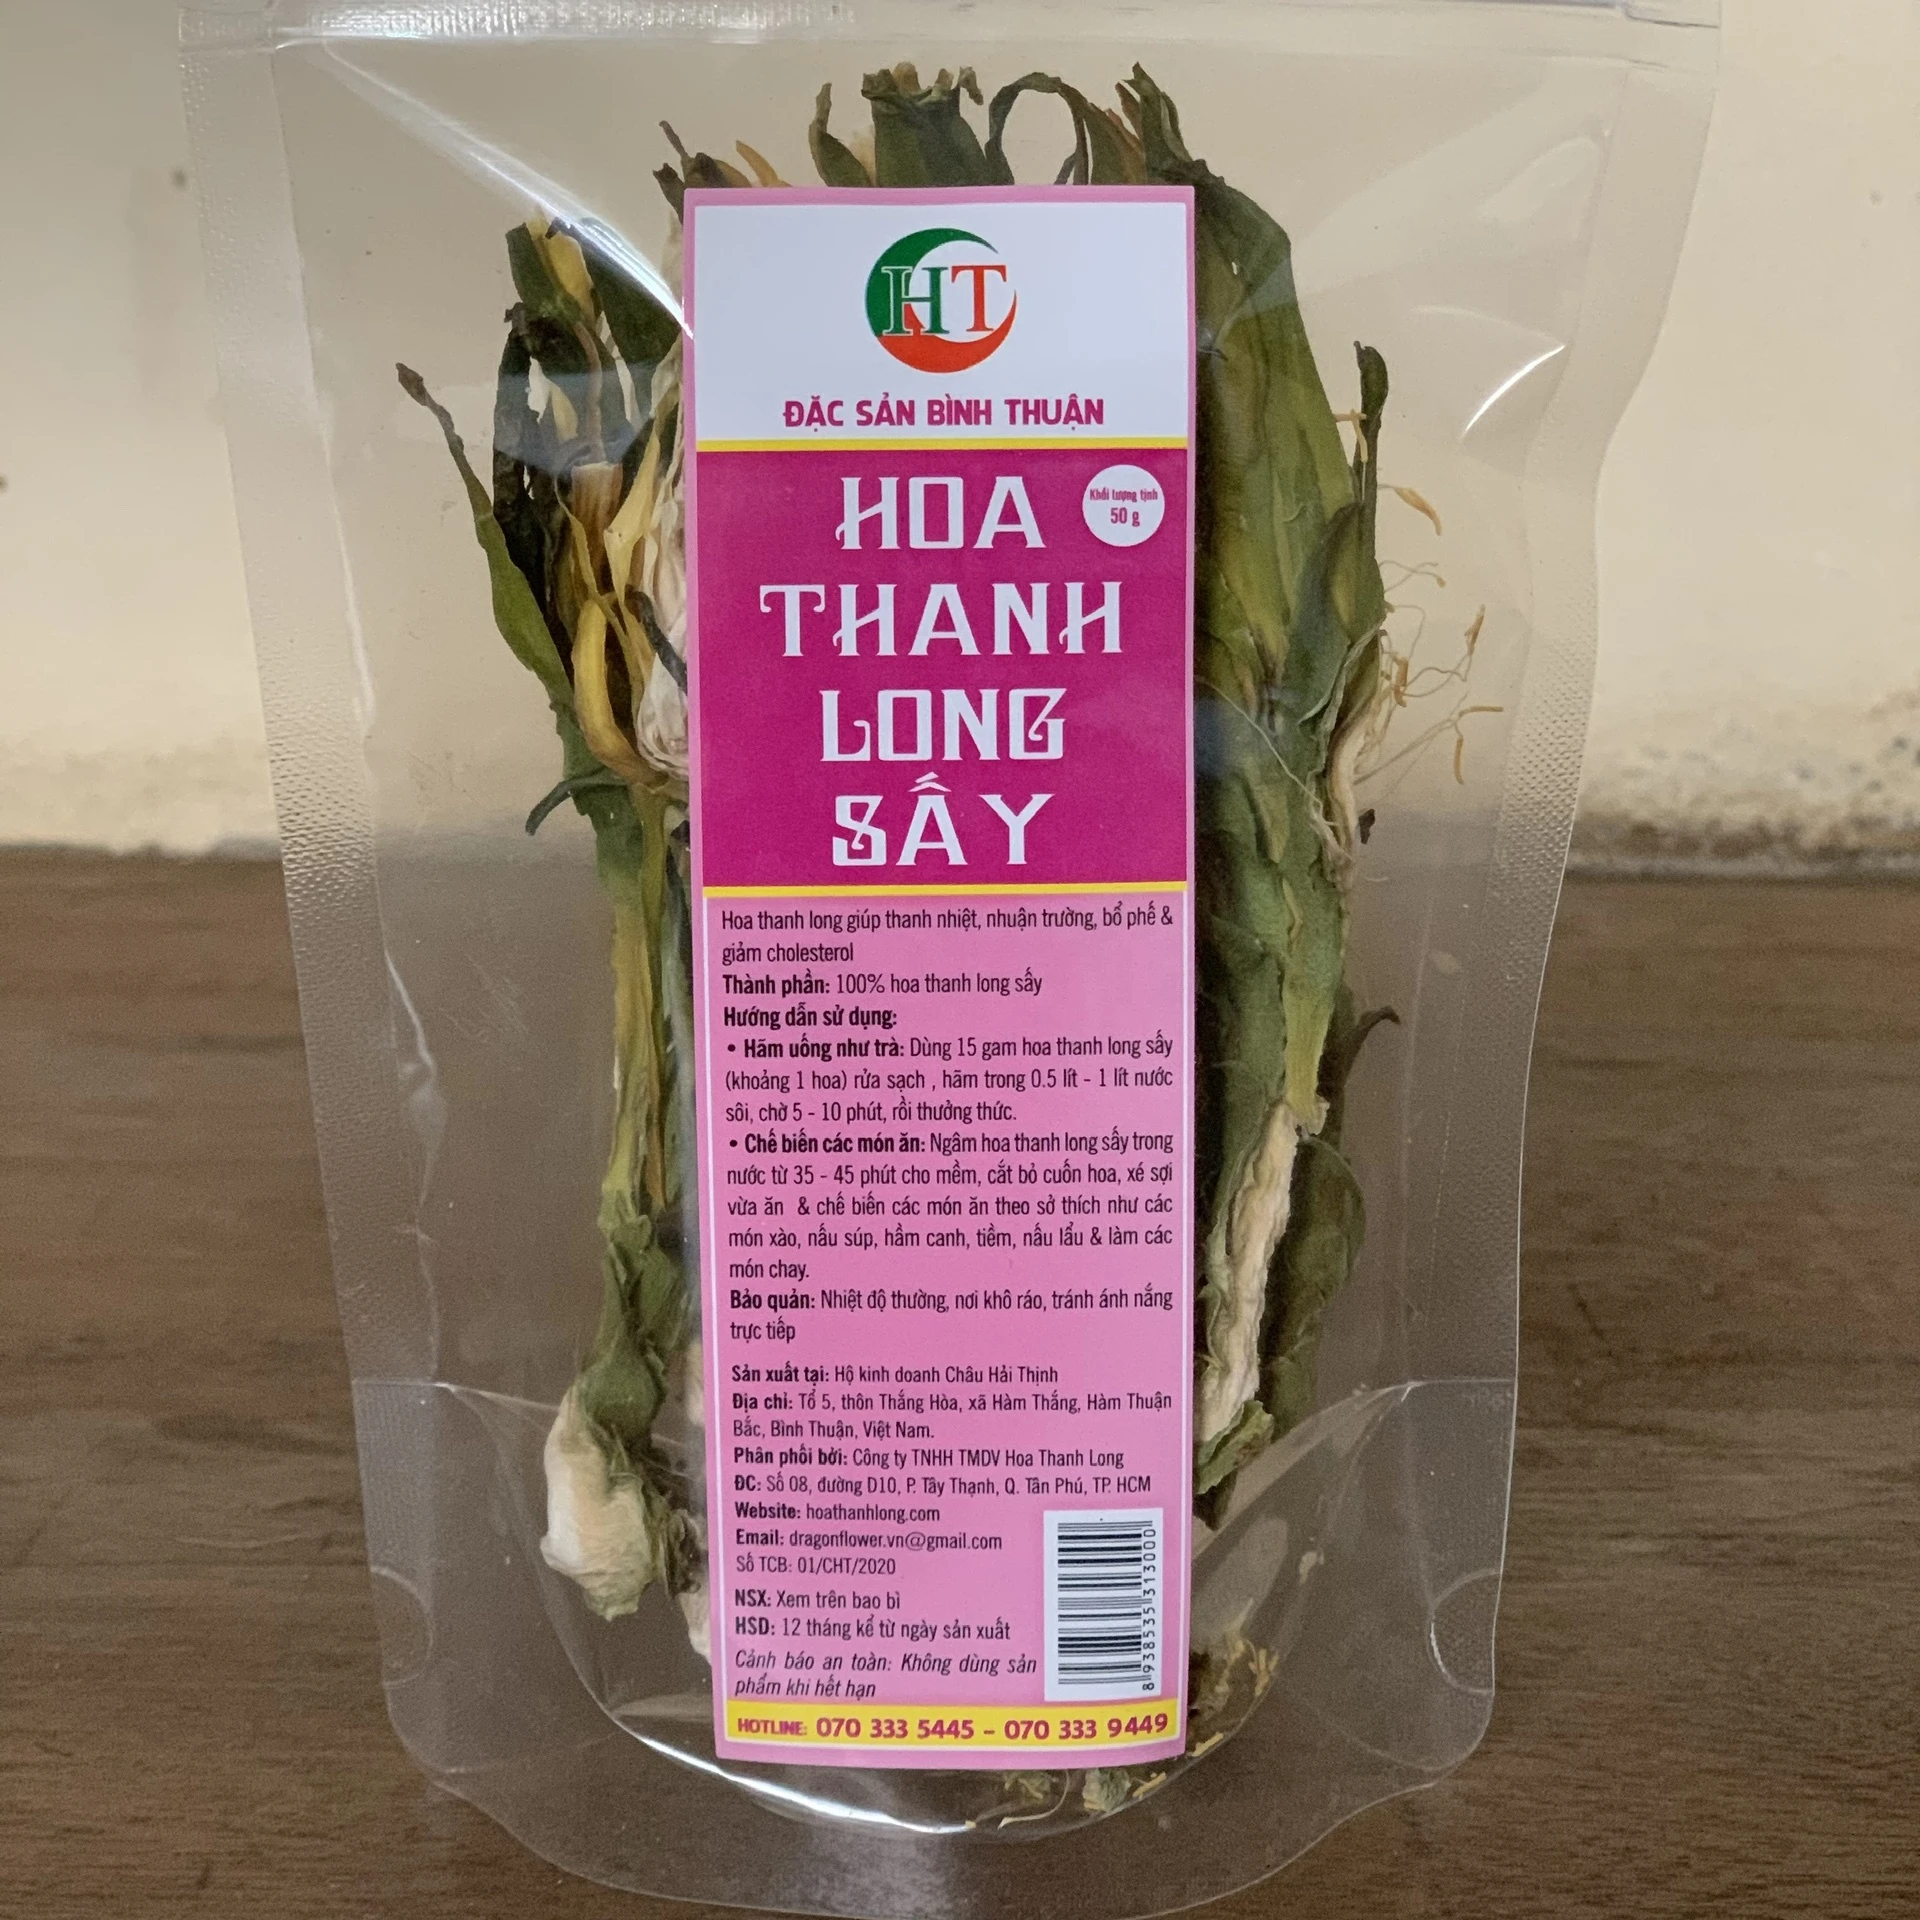 HT
ĐẶC SẢN BÌNH THUẬN
HOA
Khối lượng tịnh
50 g
THANH
LONG
SẤY
Hoa thanh long giúp thanh nhiệt, nhuận trường, bổ phế &
giảm cholesterol
Thành phần: 100% hoa thanh long sấy
Hướng dẫn sử dụng:
• Hãm uống như trà: Dùng 15 gam hoa thanh long sấy
(khoảng 1 hoa) rửa sạch , hãm trong 0.5 lít - 1 lít nước
sôi, chờ 5 - 10 phút, rồi thưởng thức.
• Chế biến các món ăn: Ngâm hoa thanh long sấy trong
nước từ 35 - 45 phút cho mềm, cắt bỏ cuốn hoa, xé sợi
vừa ăn & chế biến các món ăn theo sở thích như các
món xào, nấu súp, hầm canh, tiềm, nấu lẩu & làm các
món chay.
Bảo quản: Nhiệt độ thường, nơi khô ráo, tránh ánh nắng
trực tiếp
Sản xuất tại: Hộ kinh doanh Châu Hải Thịnh
Địa chỉ: Tổ 5, thôn Thắng Hòa, xã Hàm Thắng, Hàm Thuận
Bắc, Bình Thuận, Việt Nam.
Phân phối bởi: Công ty TNHH TMDV Hoa Thanh Long
ĐC: Số 08, đường D10, P. Tây Thạnh, Q. Tân Phú, TP. HCM
Website: hoathanhlong.com
Email: dragonflower.vn@gmail.com
Số TCB: 01/CHT/2020
NSX: Xem trên bao bì
HSD: 12 tháng kể từ ngày sản xuất
Cảnh báo an toàn: Không dùng sản
phẩm khi hết hạn
8938535313000
HOTLINE: 070 333 5445 – 070 333 9449